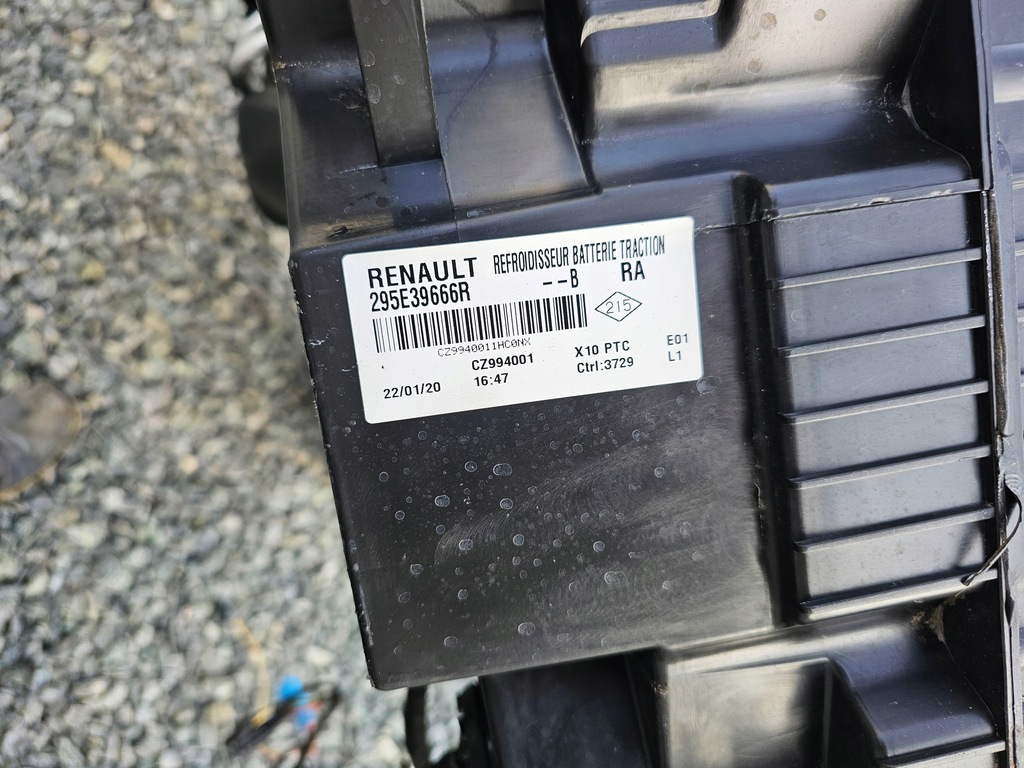 RENAULT REFROIDISSEUR BATTERIE TRACTION
295E39666R --B RA
215
CZ9940011HC0NX
CZ994001 X10 PTC E01
22/01/20 16:47 Ctrl:3729 L1